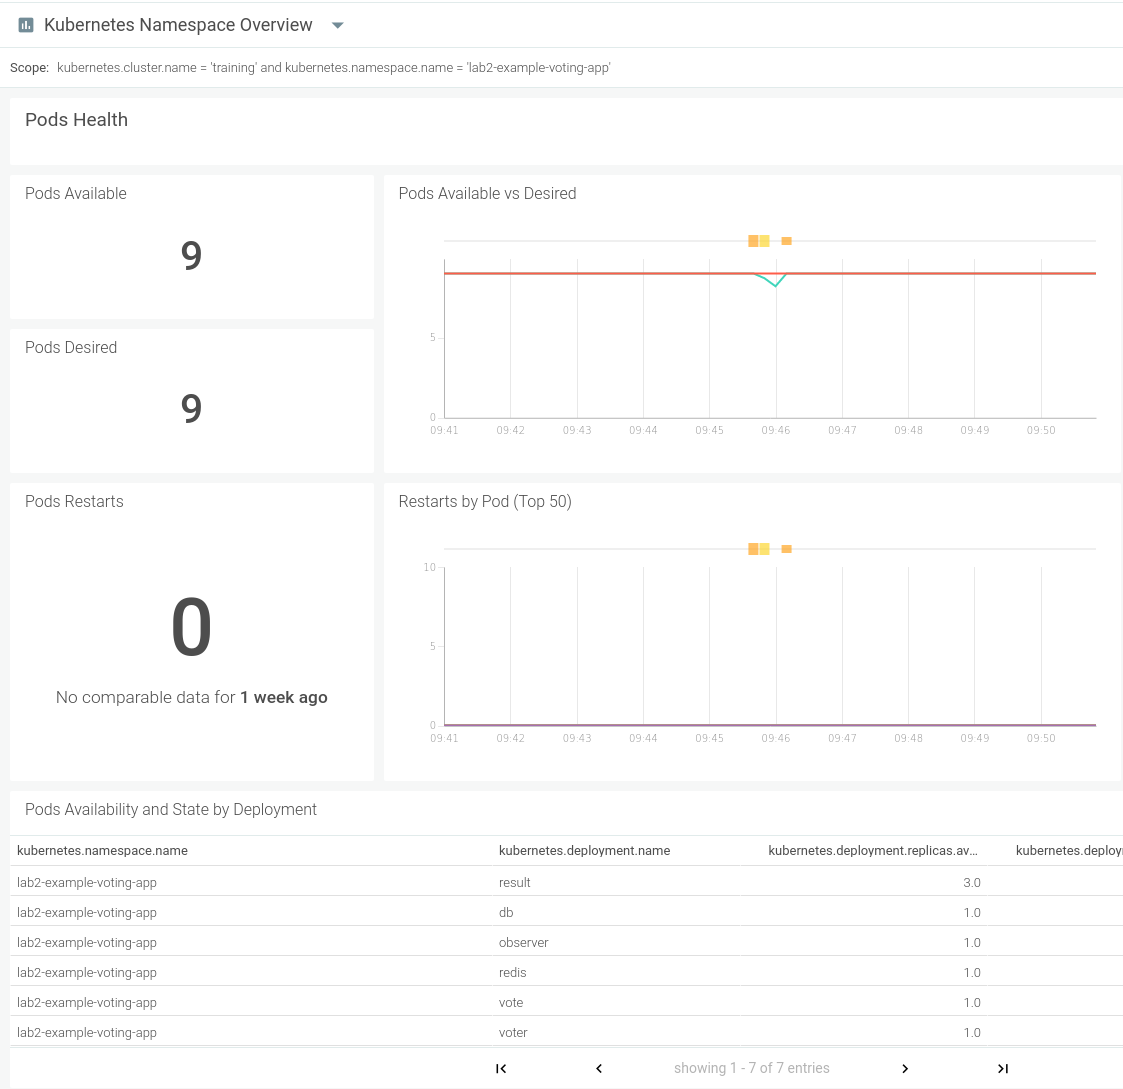 Kubernetes Namespace Overview
Scope: kubernetes.cluster.name = 'training' and kubernetes.namespace.name = 'lab2-example-voting-app'
Pods Health
Pods Available
9
Pods Desired
9
Pods Available vs Desired
5
0
09:41 09:42 09:43 09:44 09:45 09:46 09:47 09:48 09:49 09:50
Pods Restarts
0
No comparable data for 1 week ago
Restarts by Pod (Top 50)
10
5
0
09:41 09:42 09:43 09:44 09:45 09:46 09:47 09:48 09:49 09:50
Pods Availability and State by Deployment
kubernetes.namespace.name kubernetes.deployment.name kubernetes.deployment.replicas.av... kubernetes.deploy
lab2-example-voting-app result 3.0
lab2-example-voting-app db 1.0
lab2-example-voting-app observer 1.0
lab2-example-voting-app redis 1.0
lab2-example-voting-app vote 1.0
lab2-example-voting-app voter 1.0
showing 1 - 7 of 7 entries